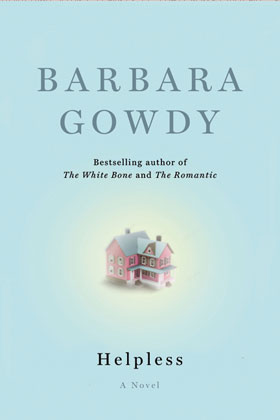 BARBARA
GOWDY
Bestselling author of
The White Bone and The Romantic
Helpless
A Novel